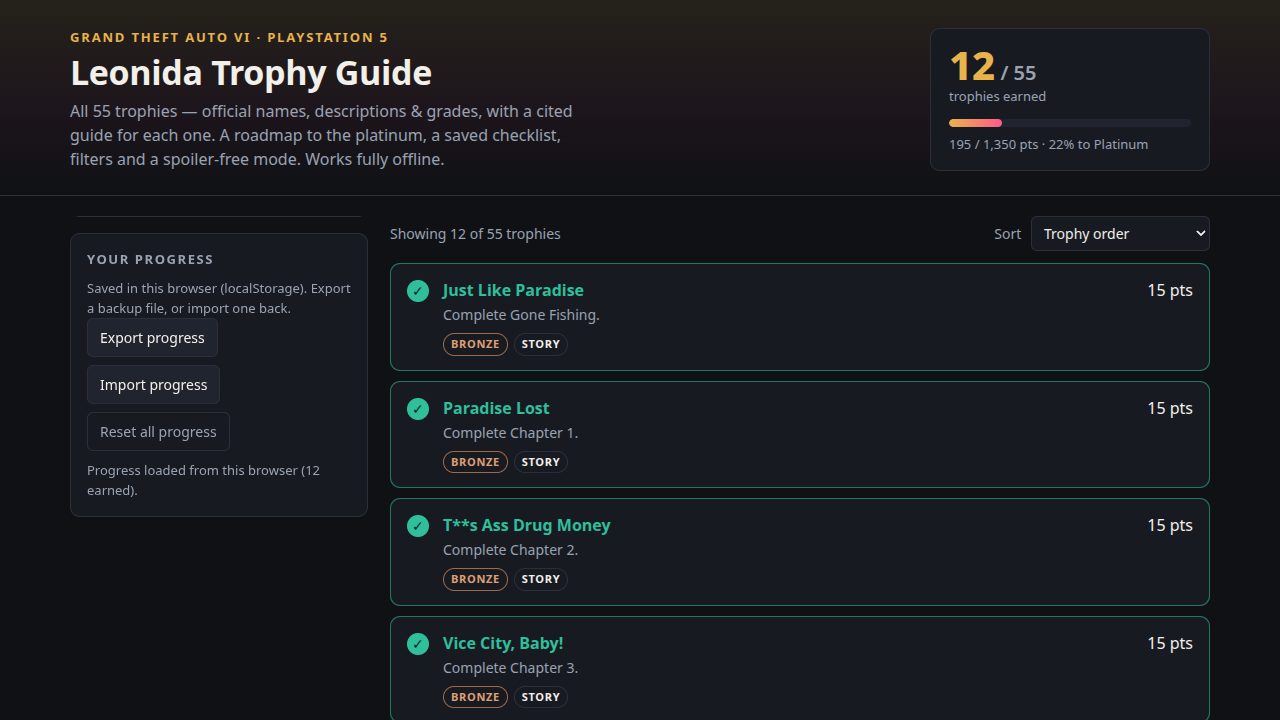 GRAND THEFT AUTO VI · PLAYSTATION 5
Leonida Trophy Guide
All 55 trophies — official names, descriptions & grades, with a cited
guide for each one. A roadmap to the platinum, a saved checklist,
filters and a spoiler-free mode. Works fully offline.
12 / 55
trophies earned
195 / 1,350 pts · 22% to Platinum
YOUR PROGRESS
Saved in this browser (localStorage). Export
a backup file, or import one back.
Export progress
Import progress
Reset all progress
Progress loaded from this browser (12
earned).
Showing 12 of 55 trophies
Sort
Trophy order
Just Like Paradise
15 pts
Complete Gone Fishing.
BRONZE
STORY
Paradise Lost
15 pts
Complete Chapter 1.
BRONZE
STORY
T**s Ass Drug Money
15 pts
Complete Chapter 2.
BRONZE
STORY
Vice City, Baby!
15 pts
Complete Chapter 3.
BRONZE
STORY